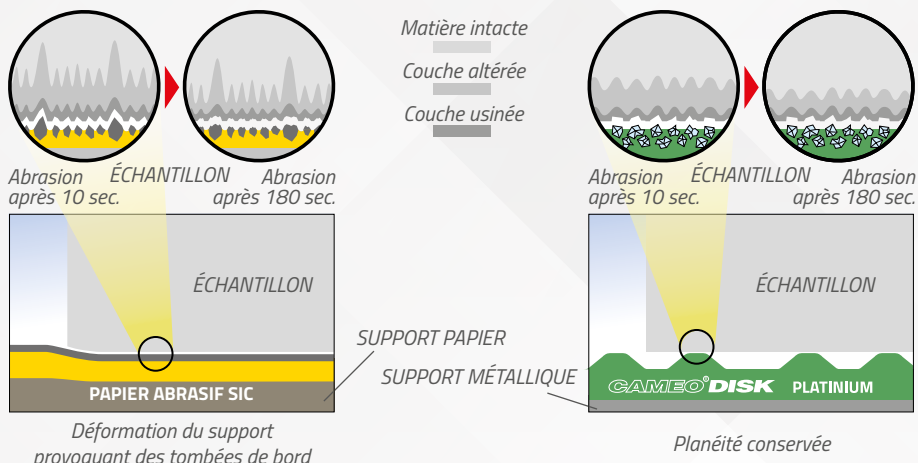 Matière intacte
Couche altérée
Couche usinée
Abrasion
après 10 sec.
ÉCHANTILLON
Abrasion
après 180 sec.
ÉCHANTILLON
PAPIER ABRASIF SIC
Déformation du support
provoquant des tombées de bord
SUPPORT PAPIER
SUPPORT MÉTALLIQUE
Abrasion
après 10 sec.
ÉCHANTILLON
Abrasion
après 180 sec.
ÉCHANTILLON
CAMEO® DISK PLATINIUM
Planéité conservée